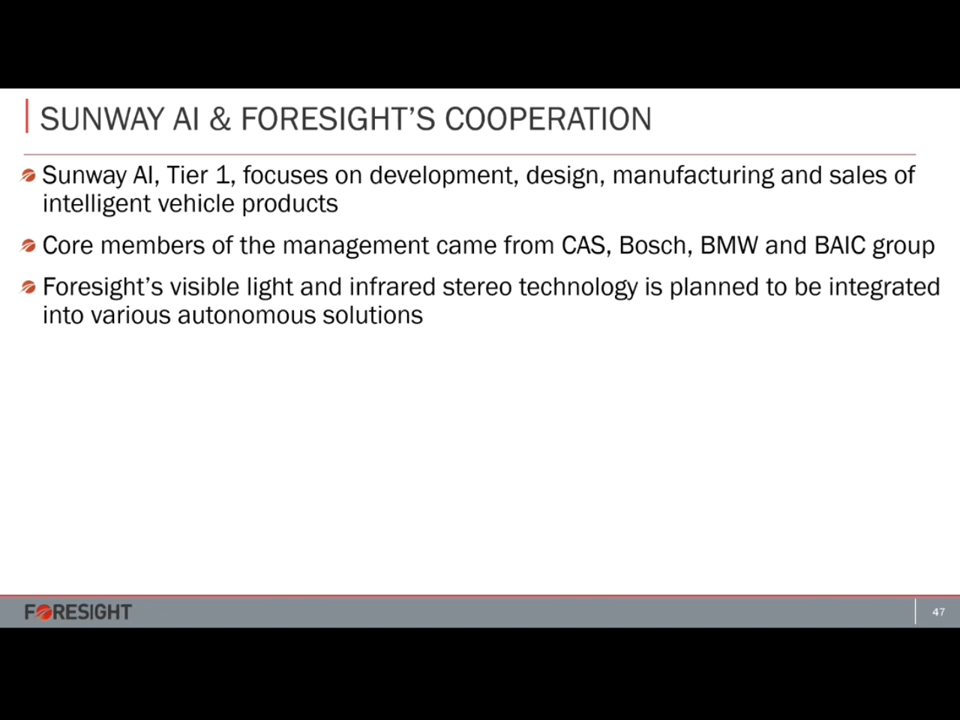 SUNWAY AI & FORESIGHT'S COOPERATION
Sunway AI, Tier 1, focuses on development, design, manufacturing and sales of
intelligent vehicle products
Core members of the management came from CAS, Bosch, BMW and BAIC group
Foresight's visible light and infrared stereo technology is planned to be integrated
into various autonomous solutions
FORESIGHT
47